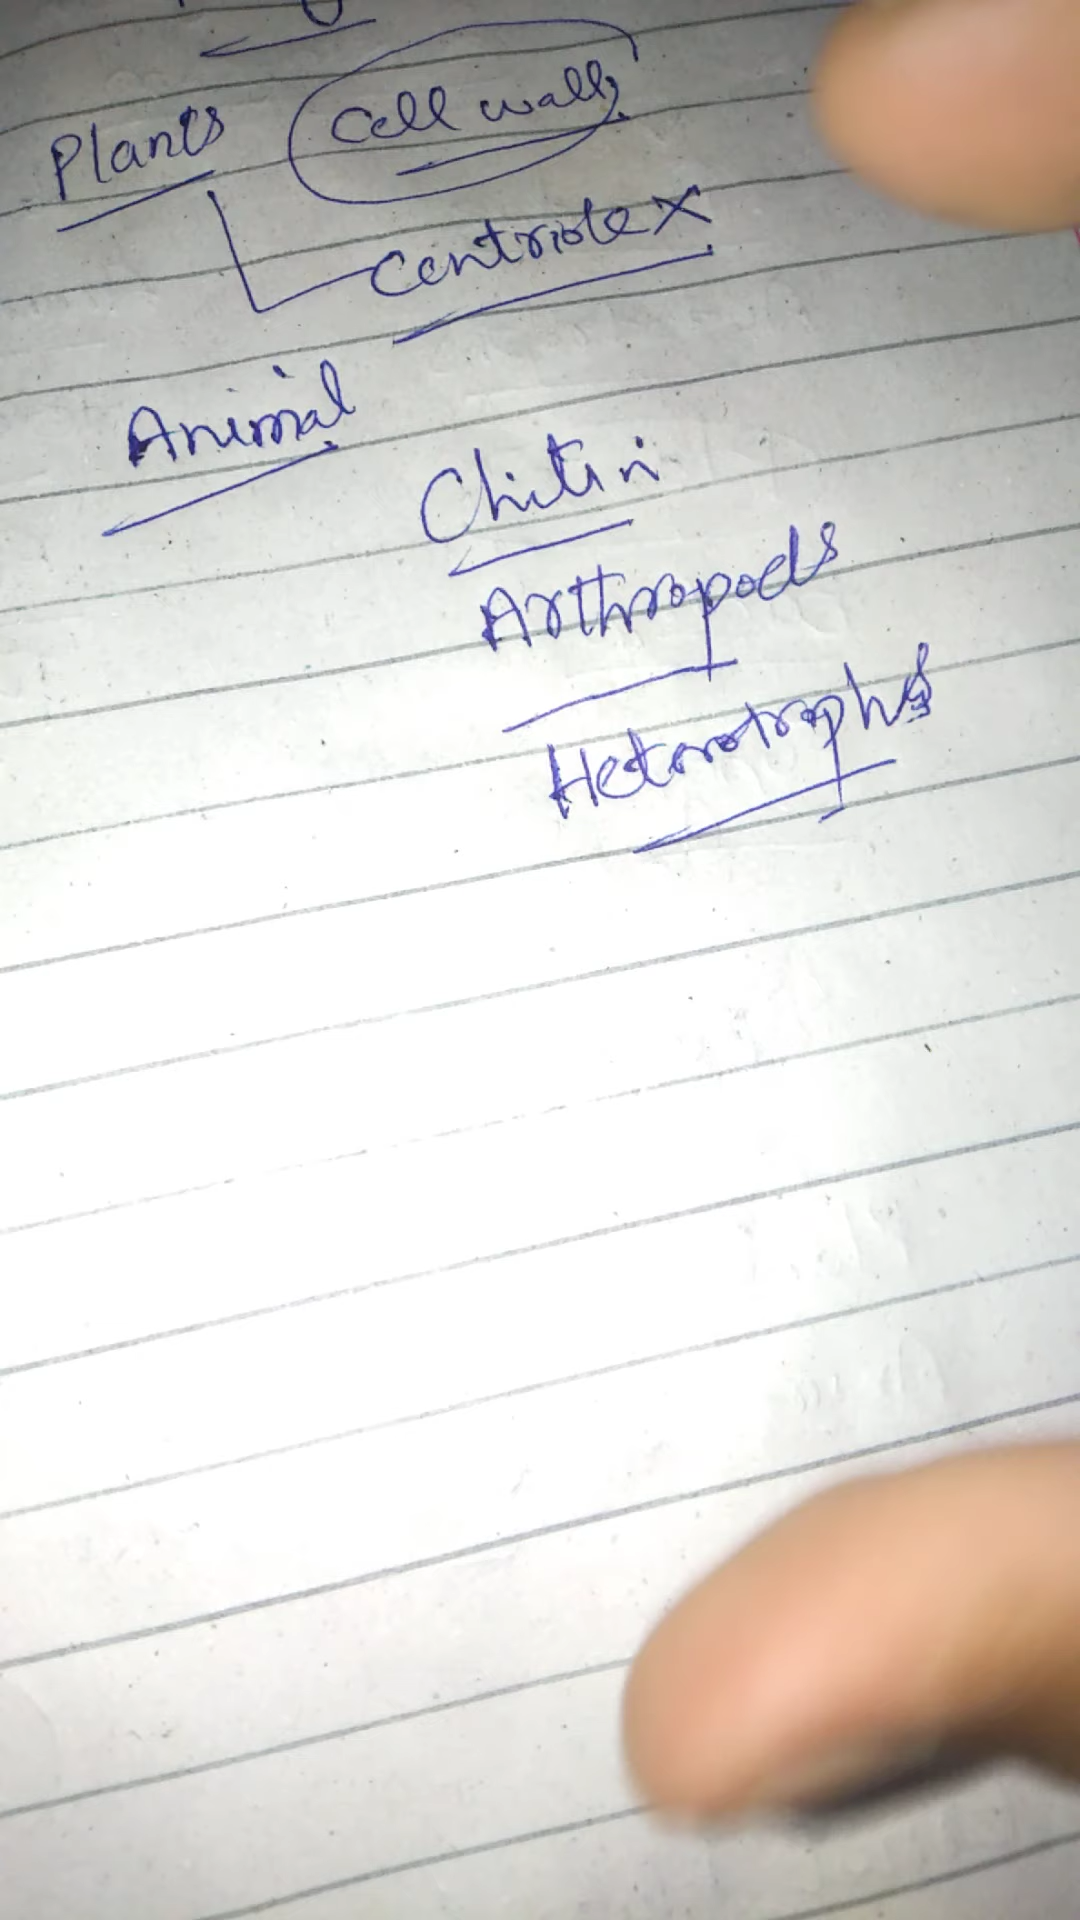 Plants Cell wall
Centriole X
Animal
Chitin
Arthropods
Heterotrophs